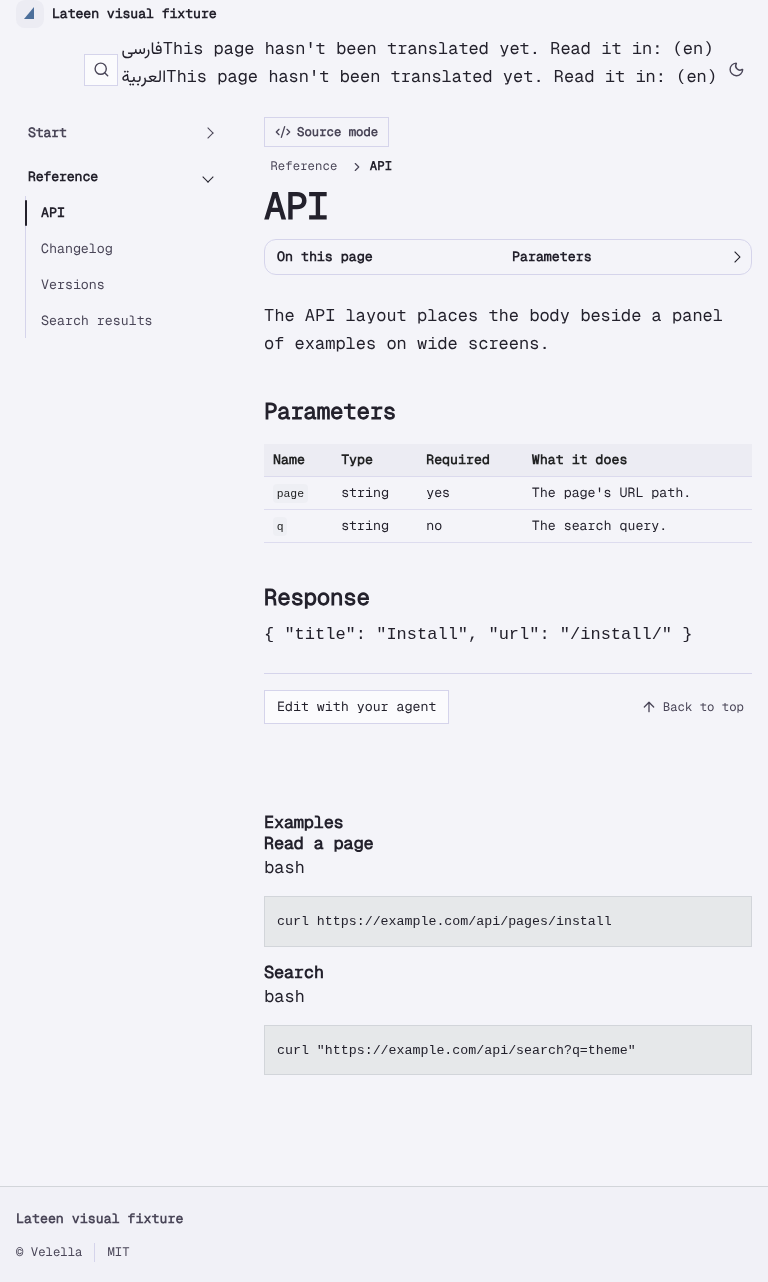 Lateen visual fixture
فارسیThis page hasn't been translated yet. Read it in: (en)
العربيةThis page hasn't been translated yet. Read it in: (en)
Start
Reference
API
Changelog
Versions
Search results
Source mode
Reference > API
API
On this page Parameters
The API layout places the body beside a panel
of examples on wide screens.
Parameters
Name Type Required What it does
page string yes The page's URL path.
q string no The search query.
Response
{ "title": "Install", "url": "/install/" }
Edit with your agent
↑ Back to top
Examples
Read a page
bash
curl https://example.com/api/pages/install
Search
bash
curl "https://example.com/api/search?q=theme"
Lateen visual fixture
© Velella | MIT